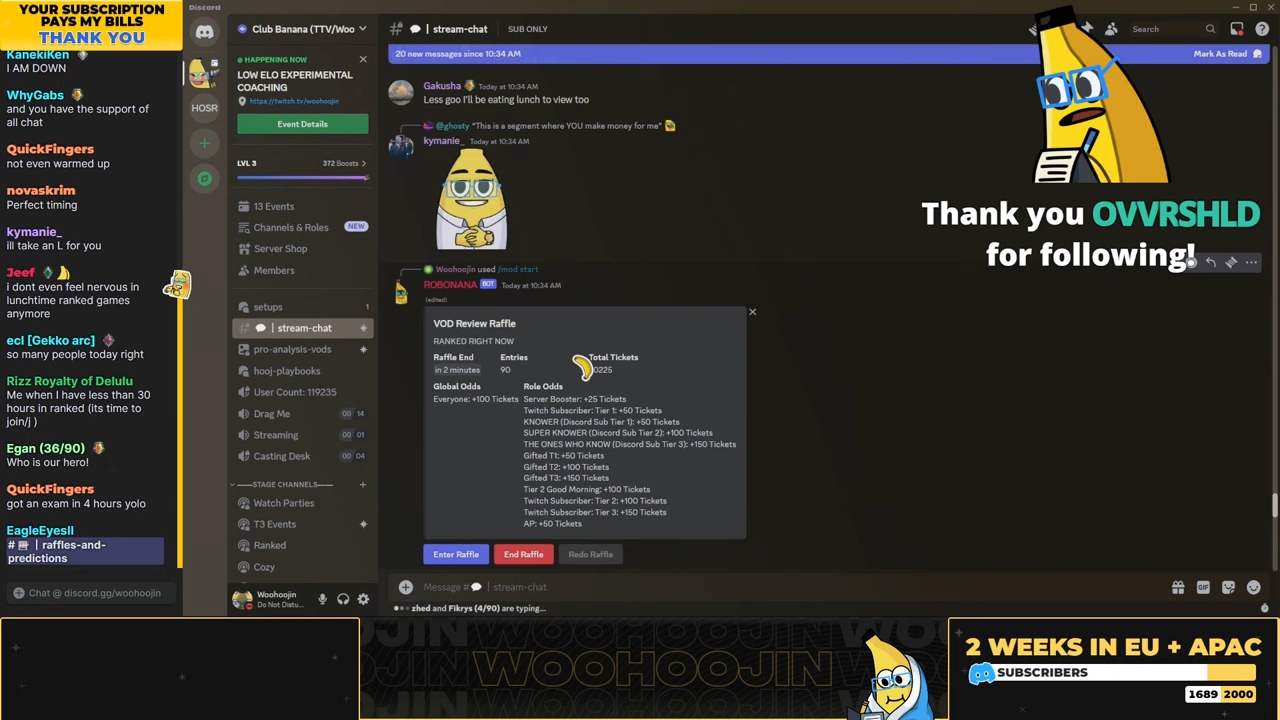 YOUR SUBSCRIPTION
PAYS MY BILLS
THANK YOU
KanekiKen
I AM DOWN
WhyGabs
and you have the support of
all chat
QuickFingers
not even warmed up
novaskrim
Perfect timing
kymanie_
ill take an L for you
Jeef
i dont even feel nervous in
lunchtime ranked games
anymore
ecl [Gekko arc]
so many people today right
Rizz Royalty of Delulu
Me when I have less than 30
hours in ranked (its time to
join/j )
Egan (36/90)
Who is our hero!
QuickFingers
got an exam in 4 hours yolo
EagleEyesII
# | raffles-and-
predictions
Chat @ discord.gg/woohoojin
Discord
HOSR
Club Banana (TTV/Woo
HAPPENING NOW
LOW ELO EXPERIMENTAL
COACHING
https://twitch.tv/woohoojin
Event Details
LVL 3 372 Boosts
13 Events
Channels & Roles NEW
Server Shop
Members
setups 1
| stream-chat
pro-analysis-vods
hooj-playbooks
User Count: 119235
Drag Me 00 14
Streaming 00 01
Casting Desk 00 04
STAGE CHANNELS
Watch Parties
T3 Events
Ranked
Cozy
Woohoojin
Do Not Distu...
| stream-chat SUB ONLY
Search
20 new messages since 10:34 AM Mark As Read
Gakusha Today at 10:34 AM
Less goo I'll be eating lunch to view too
@ghosty "This is a segment where YOU make money for me"
kymanie_ Today at 10:34 AM
Woohoojin used /mod start
ROBONANA BOT Today at 10:34 AM
(edited)
VOD Review Raffle
RANKED RIGHT NOW
Raffle End Entries Total Tickets
in 2 minutes 90 0225
Global Odds Role Odds
Everyone: +100 Tickets Server Booster: +25 Tickets
Twitch Subscriber: Tier 1: +50 Tickets
KNOWER (Discord Sub Tier 1): +50 Tickets
SUPER KNOWER (Discord Sub Tier 2): +100 Tickets
THE ONES WHO KNOW (Discord Sub Tier 3): +150 Tickets
Gifted T1: +50 Tickets
Gifted T2: +100 Tickets
Gifted T3: +150 Tickets
Tier 2 Good Morning: +100 Tickets
Twitch Subscriber: Tier 2: +100 Tickets
Twitch Subscriber: Tier 3: +150 Tickets
AP: +50 Tickets
Enter Raffle End Raffle Redo Raffle
Message # | stream-chat
GIF
zhed and Fikrys (4/90) are typing...
Thank you OVVRSHLD
for following!
WOOHOOJIN
2 WEEKS IN EU + APAC
SUBSCRIBERS
1689 2000